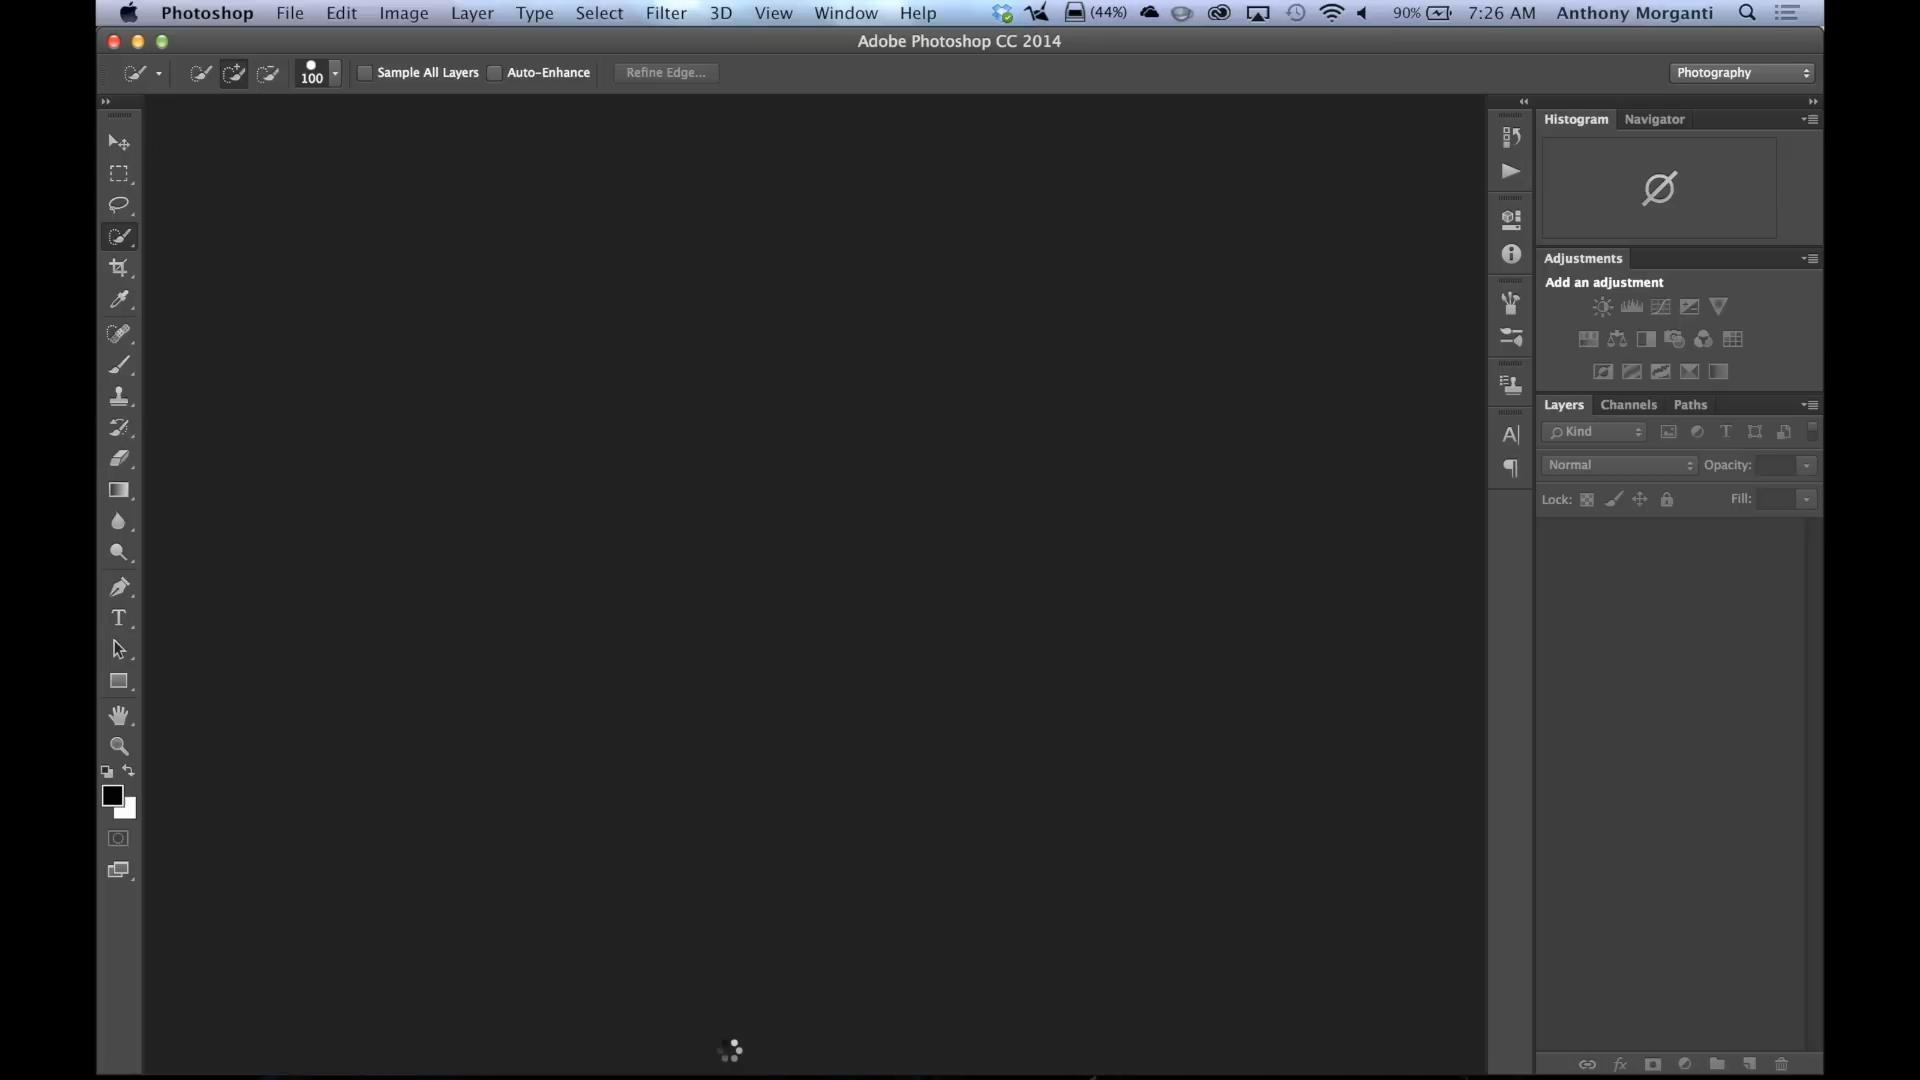 Photoshop File Edit Image Layer Type Select Filter 3D View Window Help (44%) 90% 7:26 AM Anthony Morganti
Adobe Photoshop CC 2014
100 Sample All Layers Auto-Enhance Refine Edge... Photography
Histogram Navigator
Adjustments
Add an adjustment
Layers Channels Paths
Kind
Normal Opacity:
Lock: Fill: